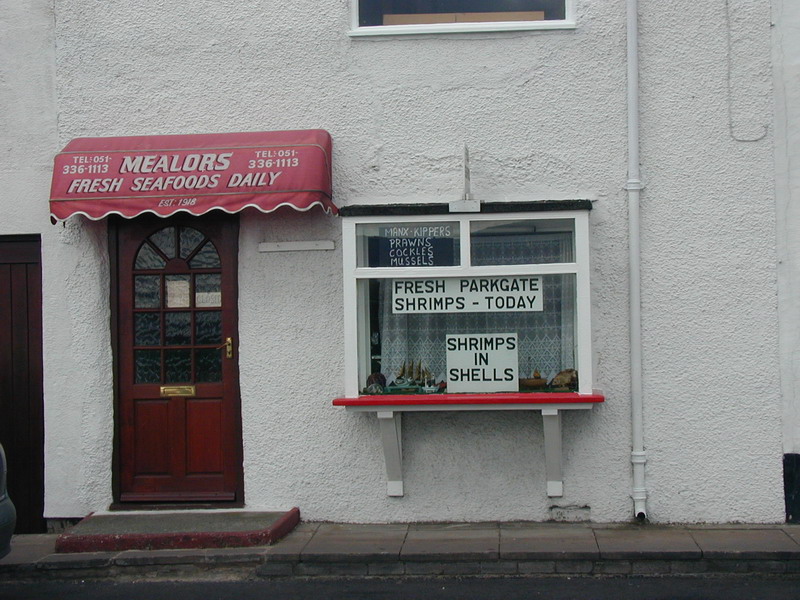 TEL: 051-
336-1113
MEALORS
TEL: 051-
336-1113
FRESH SEAFOODS DAILY
EST. 1918
MANX-KIPPERS
PRAWNS
COCKLES
MUSSELS
FRESH PARKGATE
SHRIMPS - TODAY
SHRIMPS
IN
SHELLS